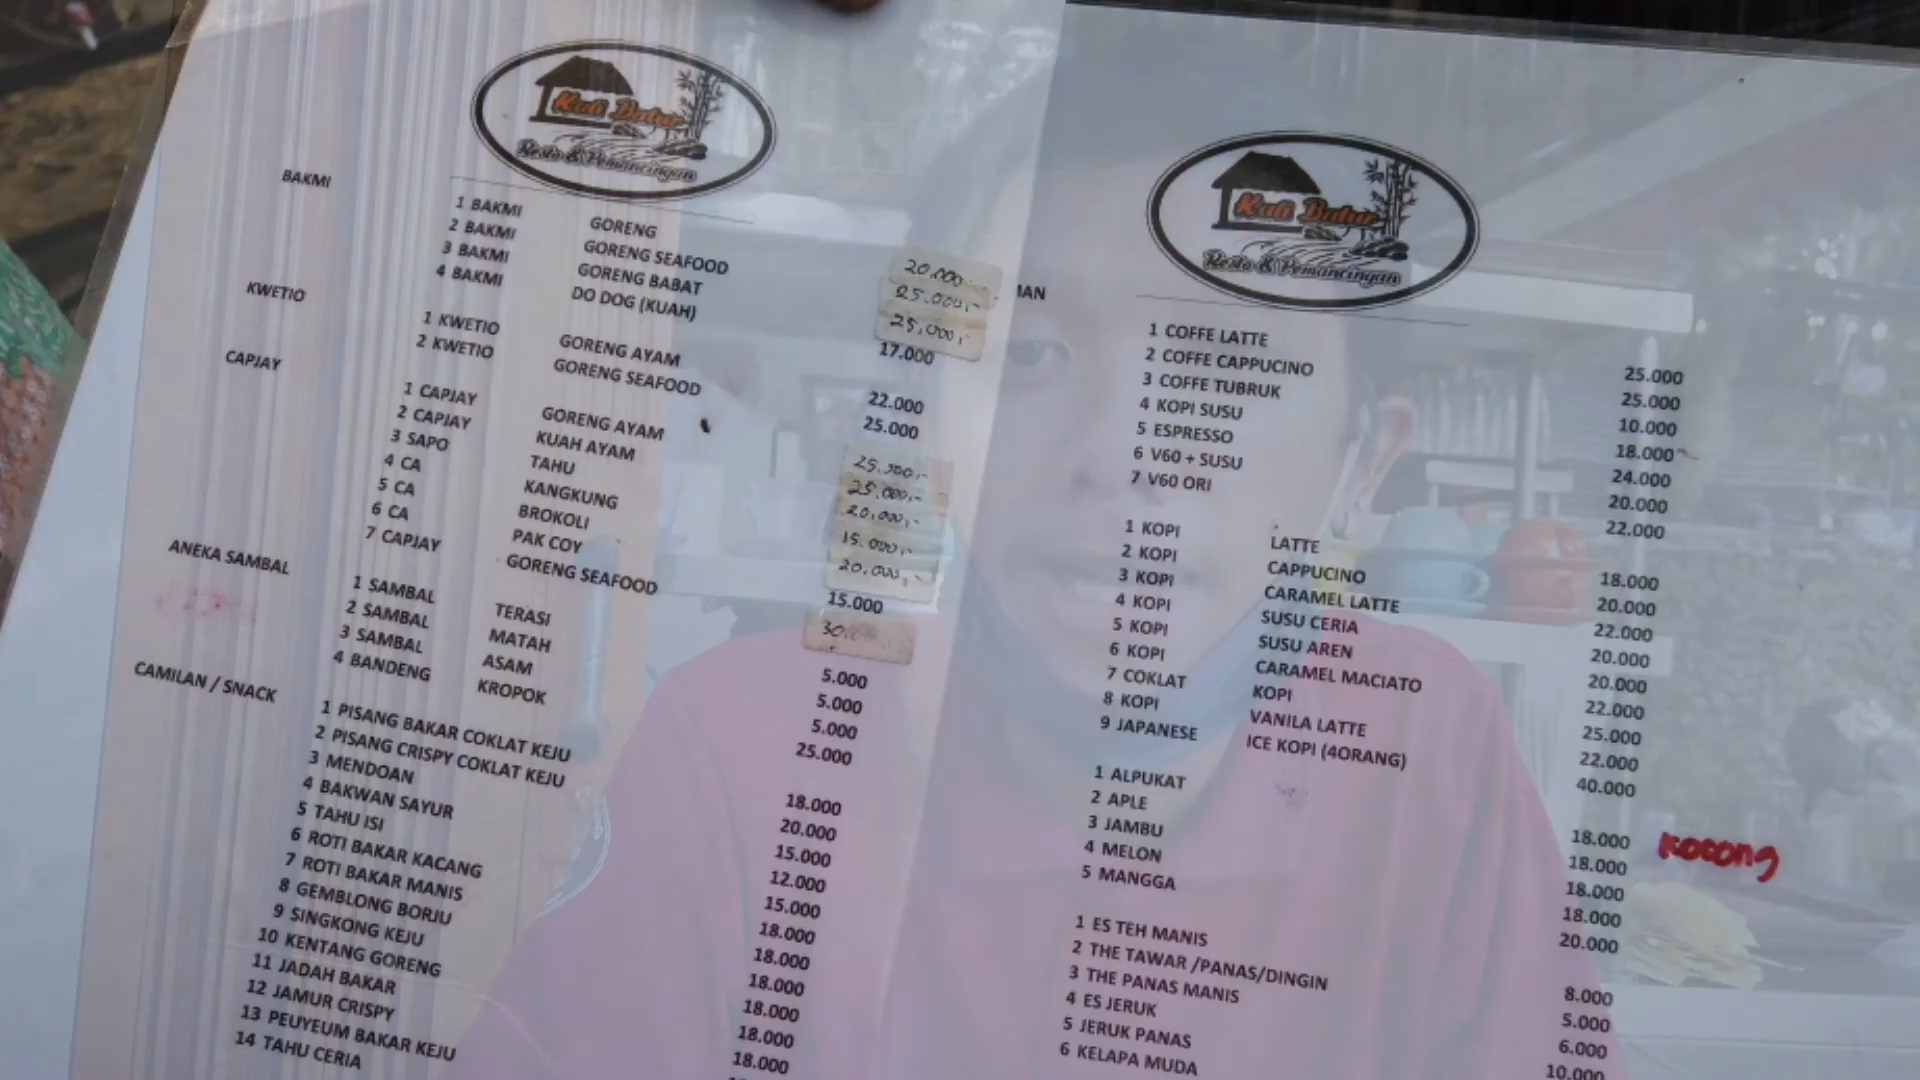 Kali Datur
Resto & Pemancingan
BAKMI
1 BAKMI GORENG 20.000,-
2 BAKMI GORENG SEAFOOD 25.000,-
3 BAKMI GORENG BABAT 25.000,-
4 BAKMI DO DOG (KUAH) 17.000
KWETIO
1 KWETIO GORENG AYAM 22.000
2 KWETIO GORENG SEAFOOD 25.000
CAPJAY
1 CAPJAY GORENG AYAM 25.000,-
2 CAPJAY KUAH AYAM 25.000,-
3 SAPO TAHU 20.000,-
4 CA KANGKUNG 15.000,-
5 CA BROKOLI 20.000,-
6 CA PAK COY 15.000
7 CAPJAY GORENG SEAFOOD
ANEKA SAMBAL
1 SAMBAL TERASI 5.000
2 SAMBAL MATAH 5.000
3 SAMBAL ASAM 5.000
4 BANDENG KROPOK 25.000
CAMILAN / SNACK
1 PISANG BAKAR COKLAT KEJU 18.000
2 PISANG CRISPY COKLAT KEJU 20.000
3 MENDOAN 15.000
4 BAKWAN SAYUR 12.000
5 TAHU ISI 15.000
6 ROTI BAKAR KACANG 18.000
7 ROTI BAKAR MANIS 18.000
8 GEMBLONG BORJU 18.000
9 SINGKONG KEJU 18.000
10 KENTANG GORENG 18.000
11 JADAH BAKAR 18.000
12 JAMUR CRISPY
13 PEUYEUM BAKAR KEJU
14 TAHU CERIA
Kali Datur
Resto & Pemancingan
MAN
1 COFFE LATTE 25.000
2 COFFE CAPPUCINO 25.000
3 COFFE TUBRUK 10.000
4 KOPI SUSU 18.000
5 ESPRESSO 24.000
6 V60 + SUSU 20.000
7 V60 ORI 22.000
1 KOPI LATTE 18.000
2 KOPI CAPPUCINO 20.000
3 KOPI CARAMEL LATTE 22.000
4 KOPI SUSU CERIA 20.000
5 KOPI SUSU AREN 20.000
6 KOPI CARAMEL MACIATO 22.000
7 COKLAT KOPI 25.000
8 KOPI VANILA LATTE 22.000
9 JAPANESE ICE KOPI (4ORANG) 40.000
1 ALPUKAT 18.000 Kosong
2 APLE 18.000
3 JAMBU 18.000
4 MELON 18.000
5 MANGGA 20.000
1 ES TEH MANIS 8.000
2 THE TAWAR /PANAS/DINGIN 5.000
3 THE PANAS MANIS 6.000
4 ES JERUK 10.000
5 JERUK PANAS
6 KELAPA MUDA